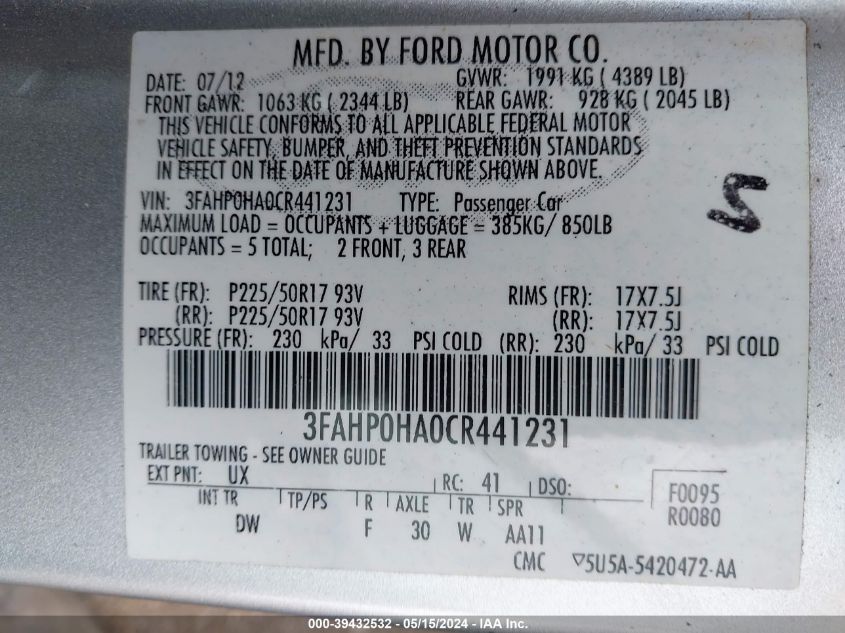 MFD. BY FORD MOTOR CO.
DATE: 07/12 GVWR: 1991 KG ( 4389 LB)
FRONT GAWR: 1063 KG ( 2344 LB) REAR GAWR: 928 KG ( 2045 LB)
THIS VEHICLE CONFORMS TO ALL APPLICABLE FEDERAL MOTOR
VEHICLE SAFETY, BUMPER, AND THEFT PREVENTION STANDARDS
IN EFFECT ON THE DATE OF MANUFACTURE SHOWN ABOVE.
VIN: 3FAHP0HA0CR441231 TYPE: Passenger Car
MAXIMUM LOAD = OCCUPANTS + LUGGAGE = 385KG/ 850LB
OCCUPANTS = 5 TOTAL; 2 FRONT, 3 REAR
5
TIRE (FR): P225/50R17 93V RIMS (FR): 17X7.5J
(RR): P225/50R17 93V (RR): 17X7.5J
PRESSURE (FR): 230 kPa/ 33 PSI COLD (RR): 230 kPa/ 33 PSI COLD
3FAHP0HA0CR441231
TRAILER TOWING - SEE OWNER GUIDE
EXT PNT: UX RC: 41 DSO: F0095
INT TR TP/PS R AXLE TR SPR R0080
DW F 30 W AA11
CMC ▽5U5A-5420472-AA
000-39432532 - 05/15/2024 - IAA Inc.